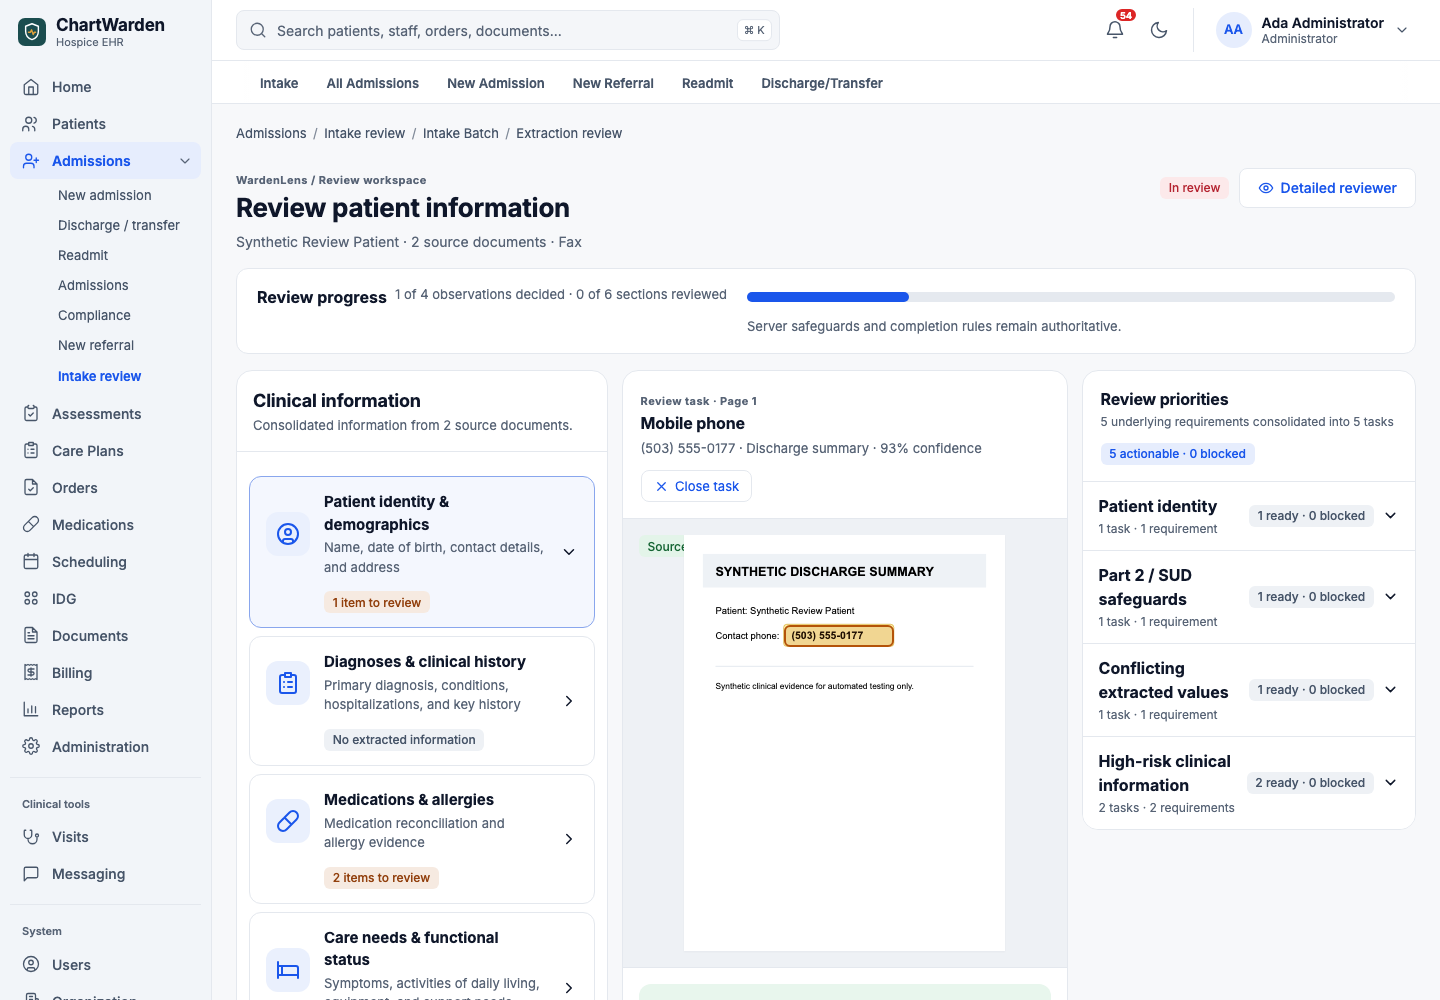 ChartWarden
Hospice EHR
Search patients, staff, orders, documents...
⌘ K
54
AA
Ada Administrator
Administrator
Home
Patients
Admissions
New admission
Discharge / transfer
Readmit
Admissions
Compliance
New referral
Intake review
Assessments
Care Plans
Orders
Medications
Scheduling
IDG
Documents
Billing
Reports
Administration
Clinical tools
Visits
Messaging
System
Users
Intake
All Admissions
New Admission
New Referral
Readmit
Discharge/Transfer
Admissions / Intake review / Intake Batch / Extraction review
WardenLens / Review workspace
Review patient information
Synthetic Review Patient · 2 source documents · Fax
In review
Detailed reviewer
Review progress
1 of 4 observations decided · 0 of 6 sections reviewed
Server safeguards and completion rules remain authoritative.
Clinical information
Consolidated information from 2 source documents.
Patient identity &
demographics
Name, date of birth, contact details,
and address
1 item to review
Diagnoses & clinical history
Primary diagnosis, conditions,
hospitalizations, and key history
No extracted information
Medications & allergies
Medication reconciliation and
allergy evidence
2 items to review
Care needs & functional
status
Symptoms, activities of daily living,
Review task · Page 1
Mobile phone
(503) 555-0177 · Discharge summary · 93% confidence
Close task
Source
SYNTHETIC DISCHARGE SUMMARY
Patient: Synthetic Review Patient
Contact phone: (503) 555-0177
Synthetic clinical evidence for automated testing only.
Review priorities
5 underlying requirements consolidated into 5 tasks
5 actionable · 0 blocked
Patient identity
1 task · 1 requirement
1 ready · 0 blocked
Part 2 / SUD
safeguards
1 task · 1 requirement
1 ready · 0 blocked
Conflicting
extracted values
1 task · 1 requirement
1 ready · 0 blocked
High-risk clinical
information
2 tasks · 2 requirements
2 ready · 0 blocked